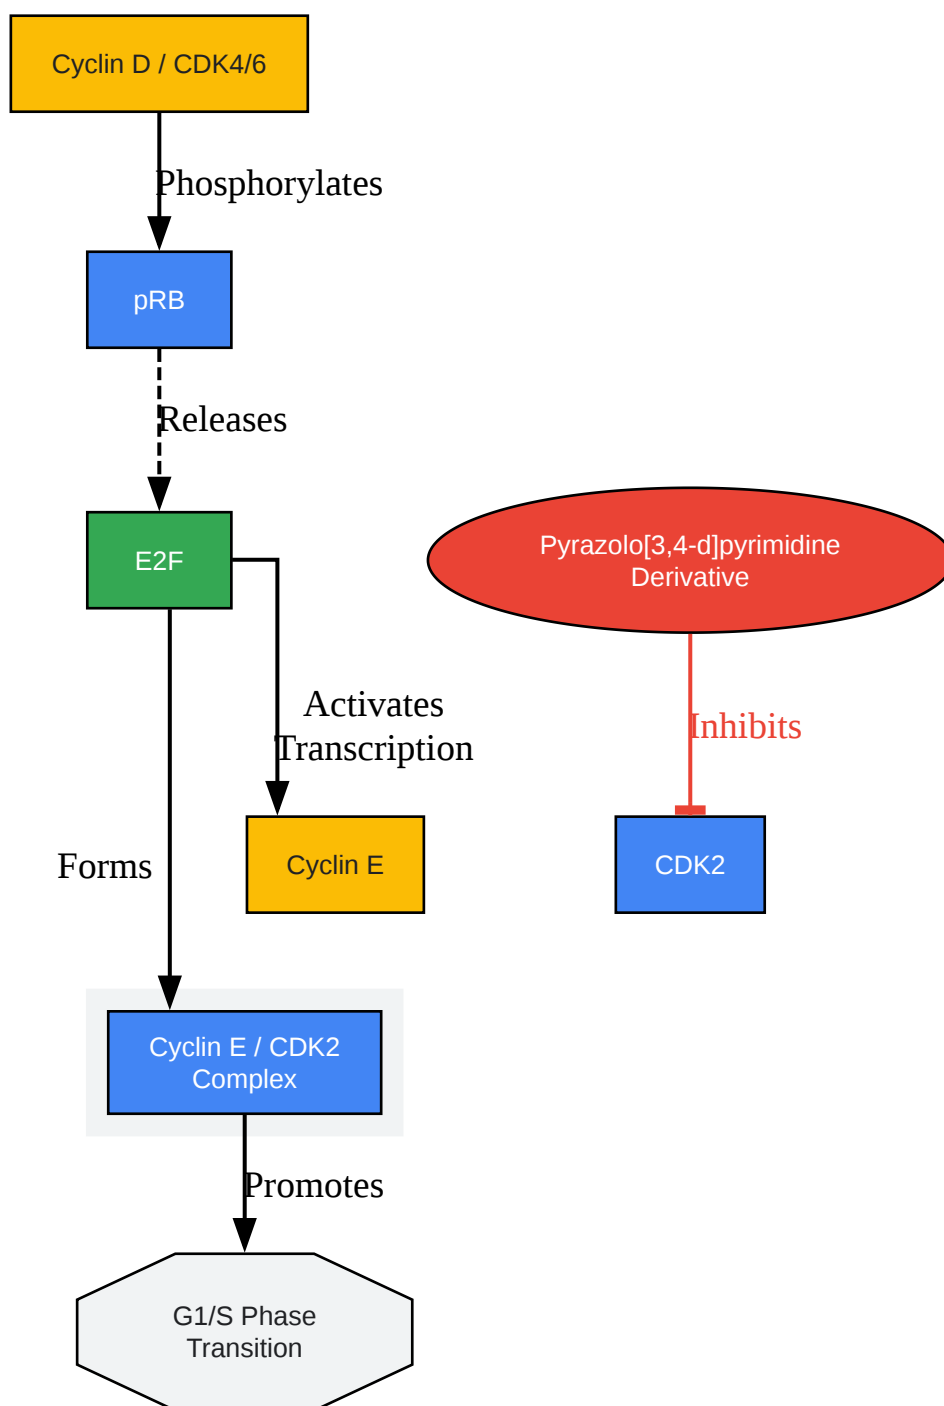 Cyclin D / CDK4/6
Phosphorylates
pRB
Releases
E2F
Pyrazolo[3,4-d]pyrimidine
Derivative
Activates
Transcription
Inhibits
Forms
Cyclin E
CDK2
Cyclin E / CDK2
Complex
Promotes
G1/S Phase
Transition